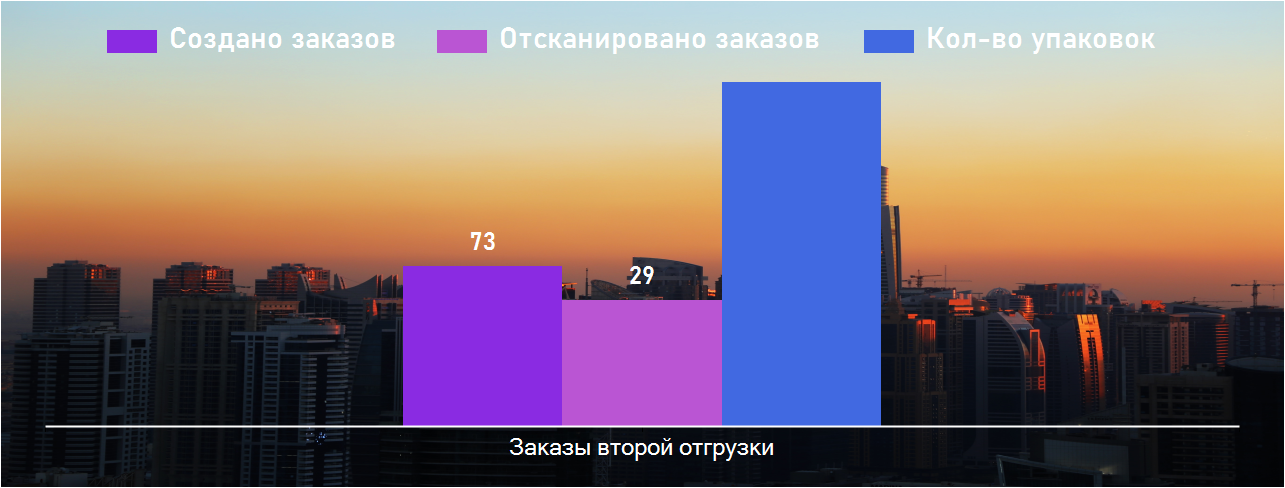 Создано заказов Отсканировано заказов Кол-во упаковок
73
29
Заказы второй отгрузки